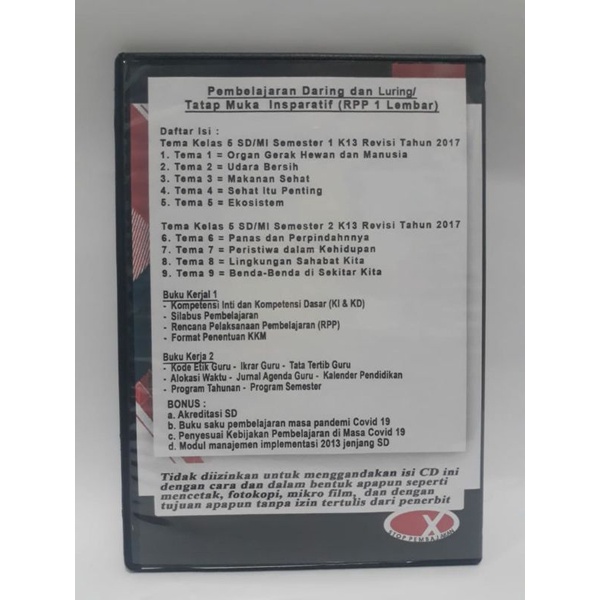 Pembelajaran Daring dan Luring/
Tatap Muka Insparatif (RPP 1 Lembar)
Daftar Isi :
Tema Kelas 5 SD/MI Semester 1 K13 Revisi Tahun 2017
1. Tema 1 = Organ Gerak Hewan dan Manusia
2. Tema 2 = Udara Bersih
3. Tema 3 = Makanan Sehat
4. Tema 4 = Sehat Itu Penting
5. Tema 5 = Ekosistem
Tema Kelas 5 SD/MI Semester 2 K13 Revisi Tahun 2017
6. Tema 6 = Panas dan Perpindahnnya
7. Tema 7 = Peristiwa dalam Kehidupan
8. Tema 8 = Lingkungan Sahabat Kita
9. Tema 9 = Benda-Benda di Sekitar Kita
Buku Kerjal 1
- Kompetensi Inti dan Kompetensi Dasar (KI & KD)
- Silabus Pembelajaran
- Rencana Pelaksanaan Pembelajaran (RPP)
- Format Penentuan KKM
Buku Kerja 2
- Kode Etik Guru - Ikrar Guru - Tata Tertib Guru
- Alokasi Waktu - Jurnal Agenda Guru - Kalender Pendidikan
- Program Tahunan - Program Semester
BONUS :
a. Akreditasi SD
b. Buku saku pembelajaran masa pandemi Covid 19
c. Penyesuai Kebijakan Pembelajaran di Masa Covid 19
d. Modul manajemen implementasi 2013 jenjang SD
Tidak diizinkan untuk menggandakan isi CD ini
dengan cara dan dalam bentuk apapun seperti
mencetak, fotokopi, mikro film, dan dengan
tujuan apapun tanpa izin tertulis dari penerbit
X
STOP PEMBAJAKAN